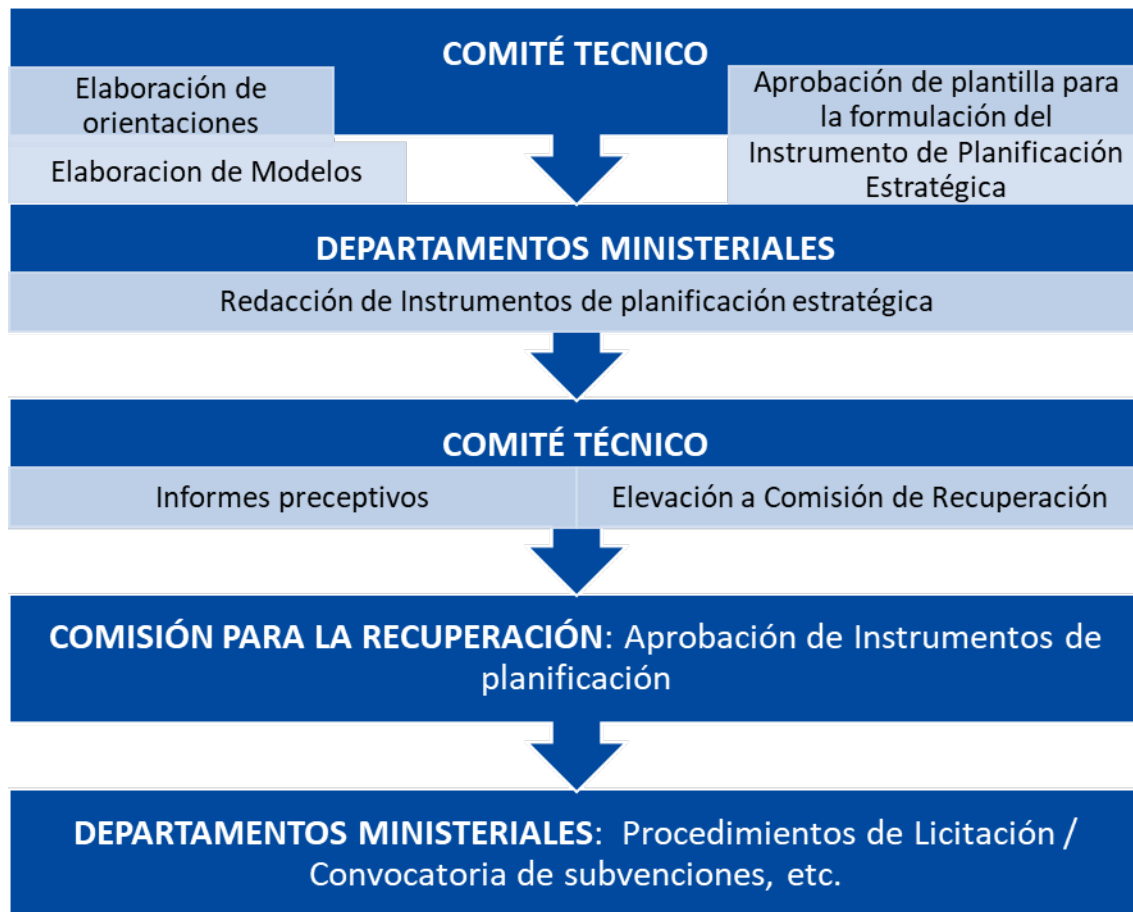 COMITÉ TECNICO
Elaboración de
orientaciones
Elaboracion de Modelos
Aprobación de plantilla para
la formulación del
Instrumento de Planificación
Estratégica
DEPARTAMENTOS MINISTERIALES
Redacción de Instrumentos de planificación estratégica
COMITÉ TÉCNICO
Informes preceptivos
Elevación a Comisión de Recuperación
COMISIÓN PARA LA RECUPERACIÓN: Aprobación de Instrumentos de
planificación
DEPARTAMENTOS MINISTERIALES: Procedimientos de Licitación /
Convocatoria de subvenciones, etc.